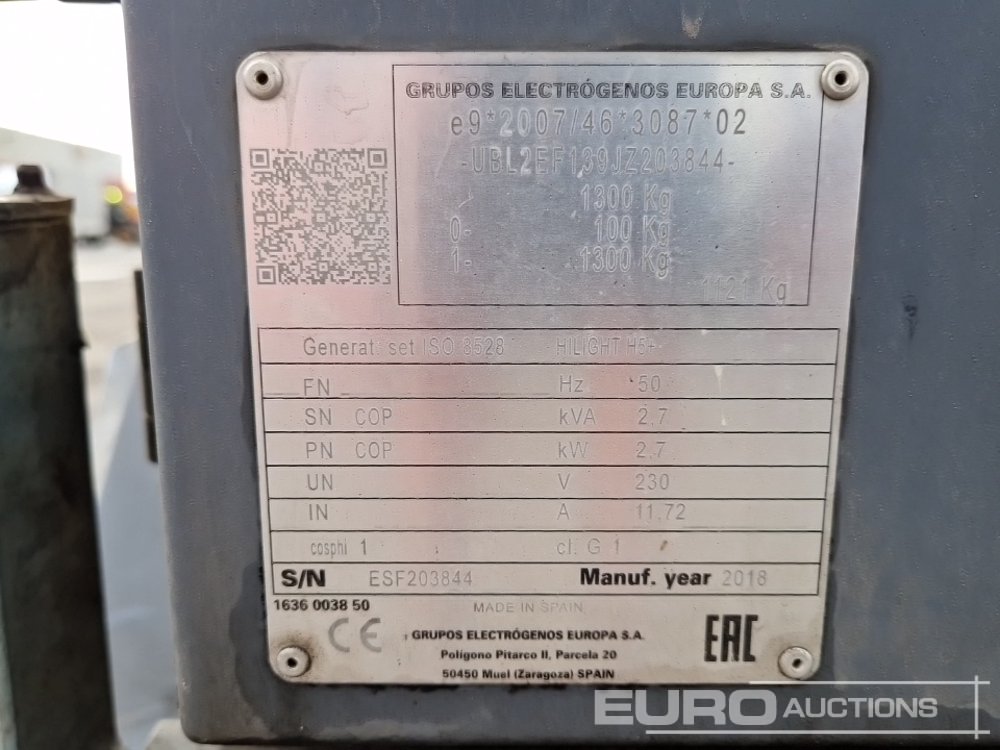 GRUPOS ELECTRÓGENOS EUROPA S.A.
e9*2007/46*3087*02
-UBL2EF139JZ203844-
1300 Kg
0- 100 Kg
1- 1300 Kg
1121 Kg
Generat. set ISO 8528 HILIGHT H5+
FN Hz 50
SN COP kVA 2,7
PN COP kW 2,7
UN V 230
IN A 11,72
cosphi 1 cl. G 1
S/N ESF203844 Manuf. year 2018
1636 0038 50 MADE IN SPAIN
CE GRUPOS ELECTRÓGENOS EUROPA S.A. EAC
Polígono Pitarco II, Parcela 20
50450 Muel (Zaragoza) SPAIN
EURO AUCTIONS